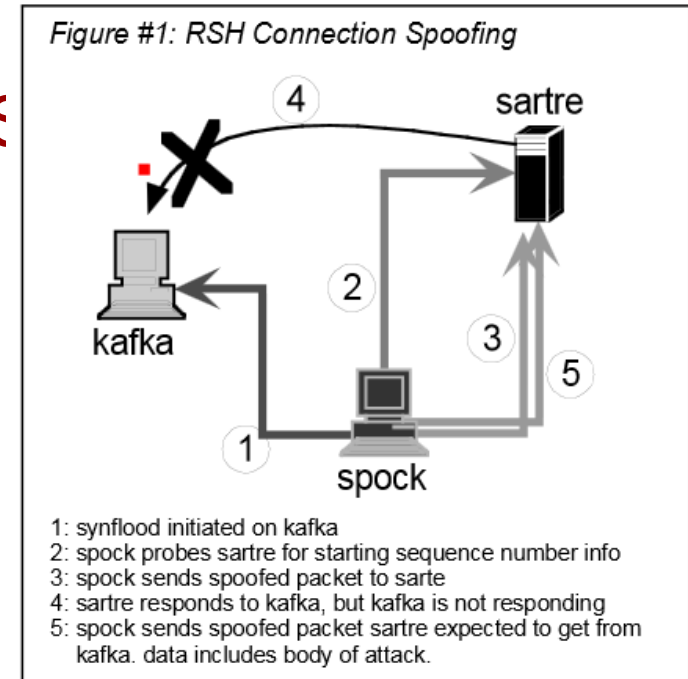 Figure #1: RSH Connection Spoofing
4
sartre
2
kafka
3
5
1
spock
1: synflood initiated on kafka
2: spock probes sartre for starting sequence number info
3: spock sends spoofed packet to sarte
4: sartre responds to kafka, but kafka is not responding
5: spock sends spoofed packet sartre expected to get from
kafka. data includes body of attack.